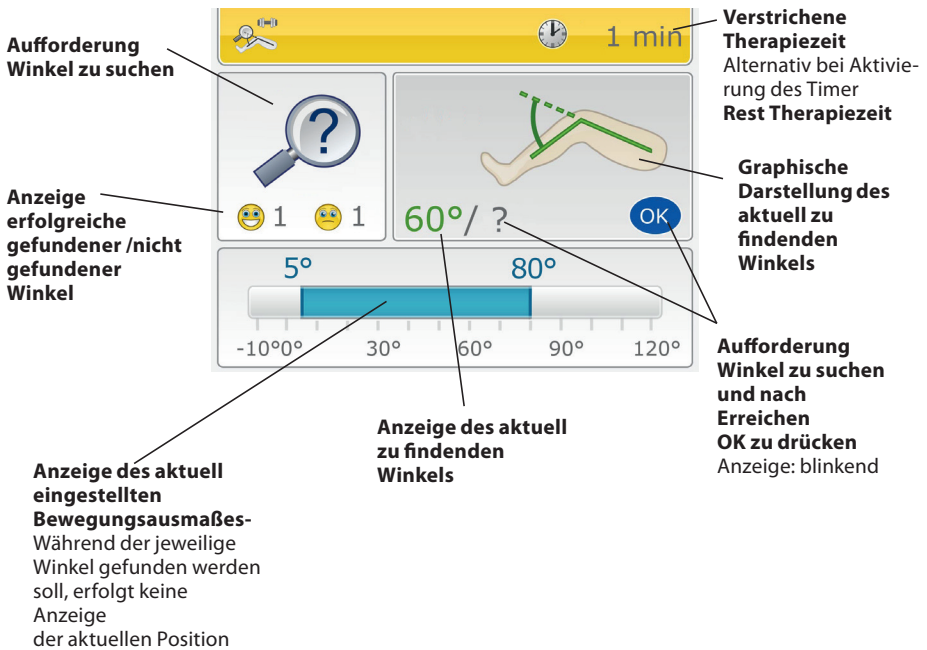 Aufforderung
Winkel zu suchen
Anzeige
erfolgreiche
gefundener /nicht
gefundener
Winkel
1 min
?
1
1
60°/ ?
OK
5°
80°
-10°0°
30°
60°
90°
120°
Verstrichene
Therapiezeit
Alternativ bei Aktivie-
rung des Timer
Rest Therapiezeit
Graphische
Darstellung des
aktuell zu
findenden
Winkels
Aufforderung
Winkel zu suchen
und nach
Erreichen
OK zu drücken
Anzeige: blinkend
Anzeige des aktuell
zu findenden
Winkels
Anzeige des aktuell
eingestellten
Bewegungsausmaßes-
Während der jeweilige
Winkel gefunden werden
soll, erfolgt keine
Anzeige
der aktuellen Position